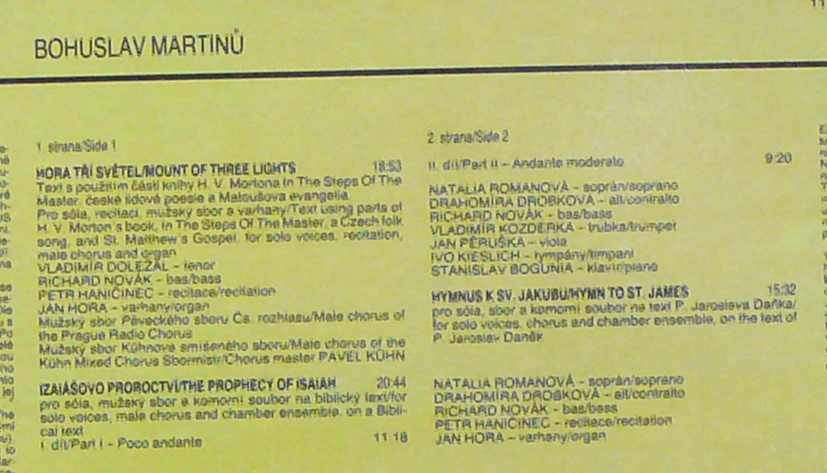 11
BOHUSLAV MARTINŮ
1. strana/Side 1
HORA TŘÍ SVĚTEL/MOUNT OF THREE LIGHTS 18:53
Text s použitím částí knihy H. V. Mortona In The Steps Of The
Master, české lidové poesie a Matoušova evangelia
Pro sóla, recitaci, mužský sbor a varhany/Text using parts of
H. V. Morton's book, In The Steps Of The Master, a Czech folk
song, and St. Matthew's Gospel, for solo voices, recitation,
male chorus and organ
VLADIMÍR DOLEŽAL – tenor
RICHARD NOVÁK – bas/bass
PETR HANIČINEC – recitace/recitation
JAN HORA – varhany/organ
Mužský sbor Pěveckého sboru Čs. rozhlasu/Male chorus of
the Prague Radio Chorus
Mužský sbor Kühnova smíšeného sboru/Male chorus of the
Kühn Mixed Chorus Sbormistr/Chorus master PAVEL KÜHN
IZAIÁŠOVO PROROCTVÍ/THE PROPHECY OF ISAIAH 20:44
pro sóla, mužský sbor a komorní soubor na biblický text/for
solo voices, male chorus and chamber ensemble, on a Bibli-
cal text
I. díl/Part I – Poco andante 11:18
2. strana/Side 2
II. díl/Part II – Andante moderato 9:20
NATALIA ROMANOVÁ – soprán/soprano
DRAHOMÍRA DROBKOVÁ – alt/contralto
RICHARD NOVÁK – bas/bass
VLADIMÍR KOZDERKA – trubka/trumpet
JAN PĚRUŠKA – viola
IVO KIESLICH – tympány/timpani
STANISLAV BOGUNIA – klavír/piano
HYMNUS K SV. JAKUBU/HYMN TO ST. JAMES 15:32
pro sóla, sbor a komorní soubor na text P. Jaroslava Daňka/
for solo voices, chorus and chamber ensemble, on the text of
P. Jaroslav Daněk
NATALIA ROMANOVÁ – soprán/soprano
DRAHOMÍRA DROBKOVÁ – alt/contralto
RICHARD NOVÁK – bas/bass
PETR HANIČINEC – recitace/recitation
JAN HORA – varhany/organ